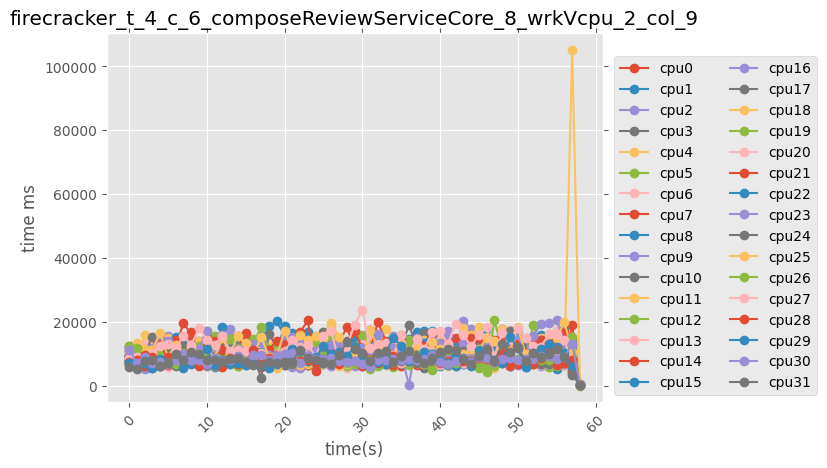 firecracker_t_4_c_6_composeReviewServiceCore_8_wrkVcpu_2_col_9
time ms
100000
80000
60000
40000
20000
0
0
10
20
30
40
50
60
time(s)
cpu0
cpu1
cpu2
cpu3
cpu4
cpu5
cpu6
cpu7
cpu8
cpu9
cpu10
cpu11
cpu12
cpu13
cpu14
cpu15
cpu16
cpu17
cpu18
cpu19
cpu20
cpu21
cpu22
cpu23
cpu24
cpu25
cpu26
cpu27
cpu28
cpu29
cpu30
cpu31